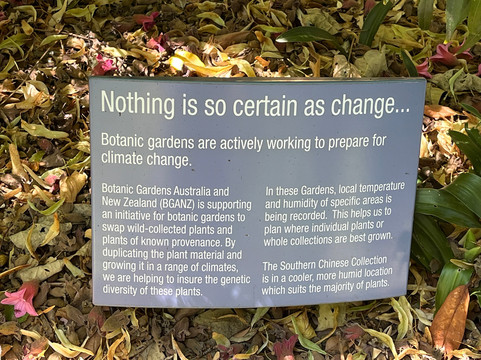 Nothing is so certain as change...
Botanic gardens are actively working to prepare for
climate change.
Botanic Gardens Australia and
New Zealand (BGANZ) is supporting
an initiative for botanic gardens to
swap wild-collected plants and
plants of known provenance. By
duplicating the plant material and
growing it in a range of climates,
we are helping to insure the genetic
diversity of these plants.
In these Gardens, local temperature
and humidity of specific areas is
being recorded. This helps us to
plan where individual plants or
whole collections are best grown.
The Southern Chinese Collection
is in a cooler, more humid location
which suits the majority of plants.